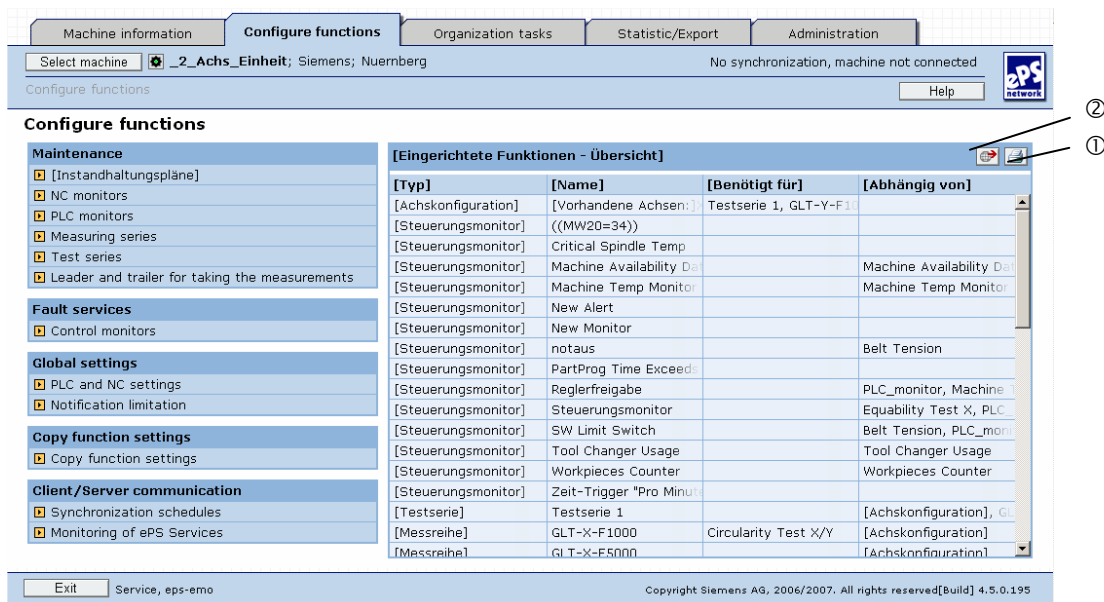 Machine information
Configure functions
Organization tasks
Statistic/Export
Administration
Select machine _2_Achs_Einheit; Siemens; Nuernberg
No synchronization, machine not connected
Configure functions
Help
ePS network
②
①
Configure functions
Maintenance
[Instandhaltungspläne]
NC monitors
PLC monitors
Measuring series
Test series
Leader and trailer for taking the measurements
Fault services
Control monitors
Global settings
PLC and NC settings
Notification limitation
Copy function settings
Copy function settings
Client/Server communication
Synchronization schedules
Monitoring of ePS Services
[Eingerichtete Funktionen - Übersicht]
[Typ] [Name] [Benötigt für] [Abhängig von]
[Achskonfiguration] [Vorhandene Achsen:] Testserie 1, GLT-Y-F10
[Steuerungsmonitor] ((MW20=34))
[Steuerungsmonitor] Critical Spindle Temp
[Steuerungsmonitor] Machine Availability Dat Machine Availability Dat
[Steuerungsmonitor] Machine Temp Monitor Machine Temp Monitor
[Steuerungsmonitor] New Alert
[Steuerungsmonitor] New Monitor
[Steuerungsmonitor] notaus Belt Tension
[Steuerungsmonitor] PartProg Time Exceeds
[Steuerungsmonitor] Reglerfreigabe PLC_monitor, Machine T
[Steuerungsmonitor] Steuerungsmonitor Equability Test X, PLC_
[Steuerungsmonitor] SW Limit Switch Belt Tension, PLC_moni
[Steuerungsmonitor] Tool Changer Usage Tool Changer Usage
[Steuerungsmonitor] Workpieces Counter Workpieces Counter
[Steuerungsmonitor] Zeit-Trigger "Pro Minute
[Testserie] Testserie 1 [Achskonfiguration], GL
[Messreihe] GLT-X-F1000 Circularity Test X/Y [Achskonfiguration]
[Messreihe] GLT-X-F5000 [Achskonfiguration]
Exit Service, eps-emo
Copyright Siemens AG, 2006/2007. All rights reserved[Build] 4.5.0.195